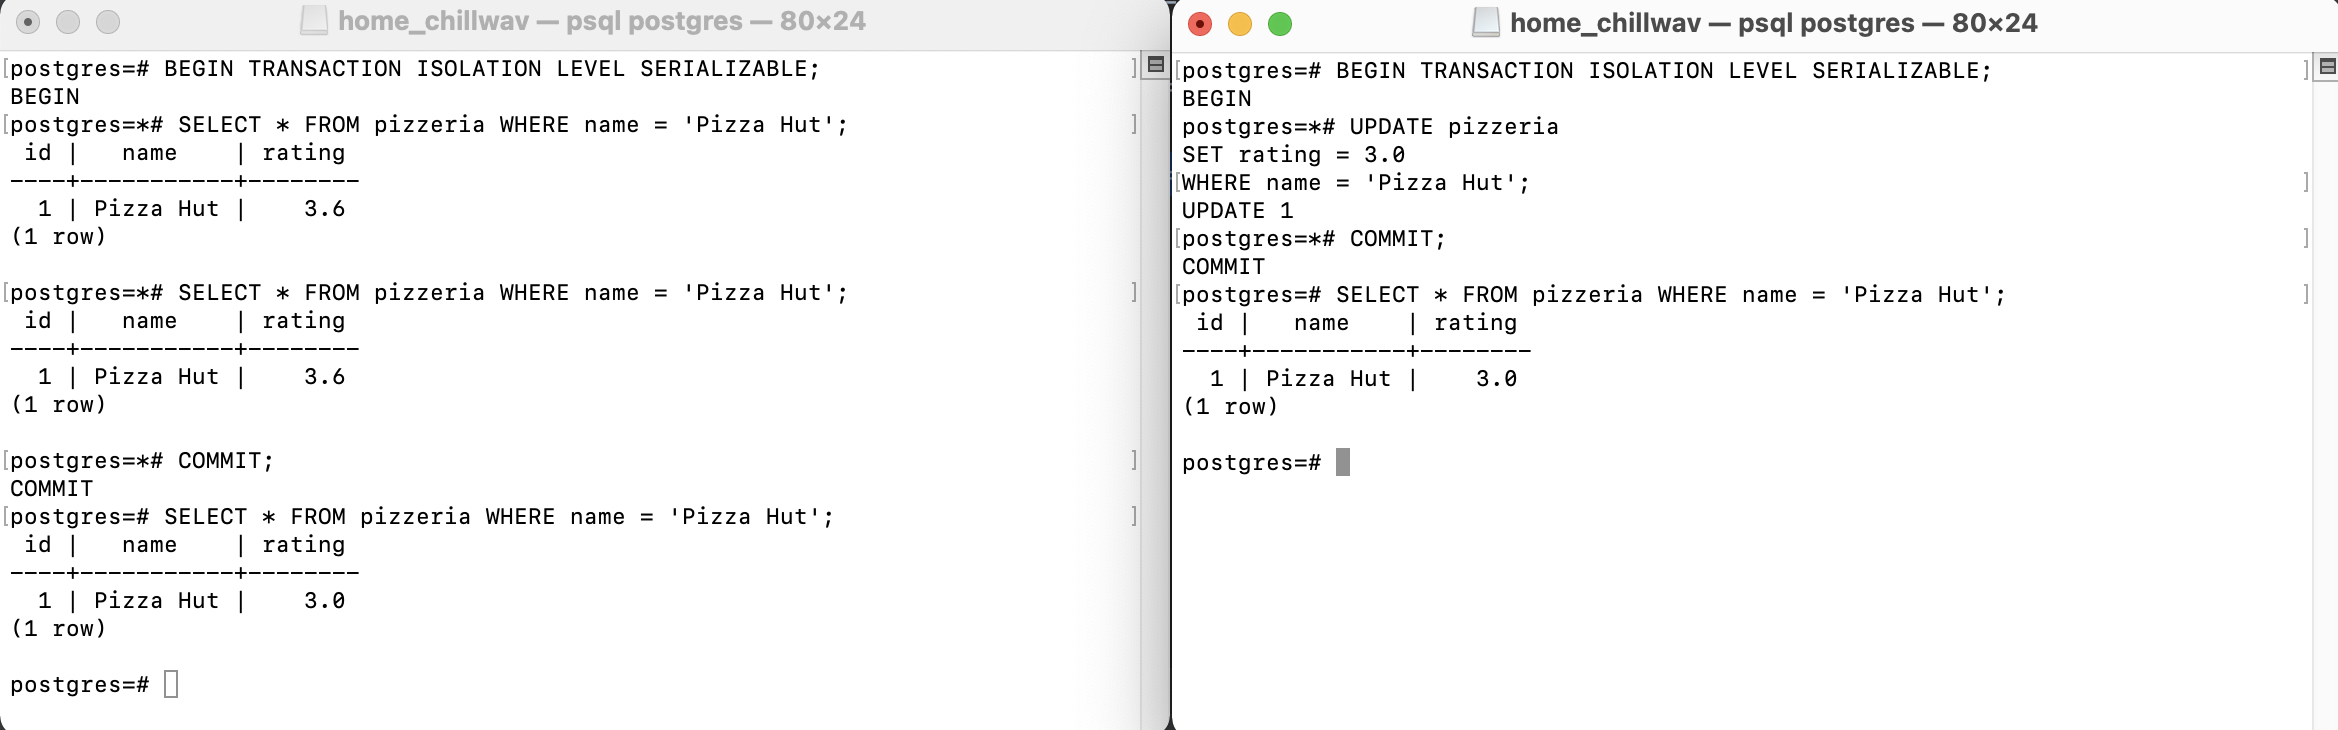 home_chillwav — psql postgres — 80×24
postgres=# BEGIN TRANSACTION ISOLATION LEVEL SERIALIZABLE;
BEGIN
postgres=*# SELECT * FROM pizzeria WHERE name = 'Pizza Hut';
 id |   name    | rating
----+-----------+--------
  1 | Pizza Hut |    3.6
(1 row)

postgres=*# SELECT * FROM pizzeria WHERE name = 'Pizza Hut';
 id |   name    | rating
----+-----------+--------
  1 | Pizza Hut |    3.6
(1 row)

postgres=*# COMMIT;
COMMIT
postgres=# SELECT * FROM pizzeria WHERE name = 'Pizza Hut';
 id |   name    | rating
----+-----------+--------
  1 | Pizza Hut |    3.0
(1 row)

postgres=#
home_chillwav — psql postgres — 80×24
postgres=# BEGIN TRANSACTION ISOLATION LEVEL SERIALIZABLE;
BEGIN
postgres=*# UPDATE pizzeria
SET rating = 3.0
WHERE name = 'Pizza Hut';
UPDATE 1
postgres=*# COMMIT;
COMMIT
postgres=# SELECT * FROM pizzeria WHERE name = 'Pizza Hut';
 id |   name    | rating
----+-----------+--------
  1 | Pizza Hut |    3.0
(1 row)

postgres=#